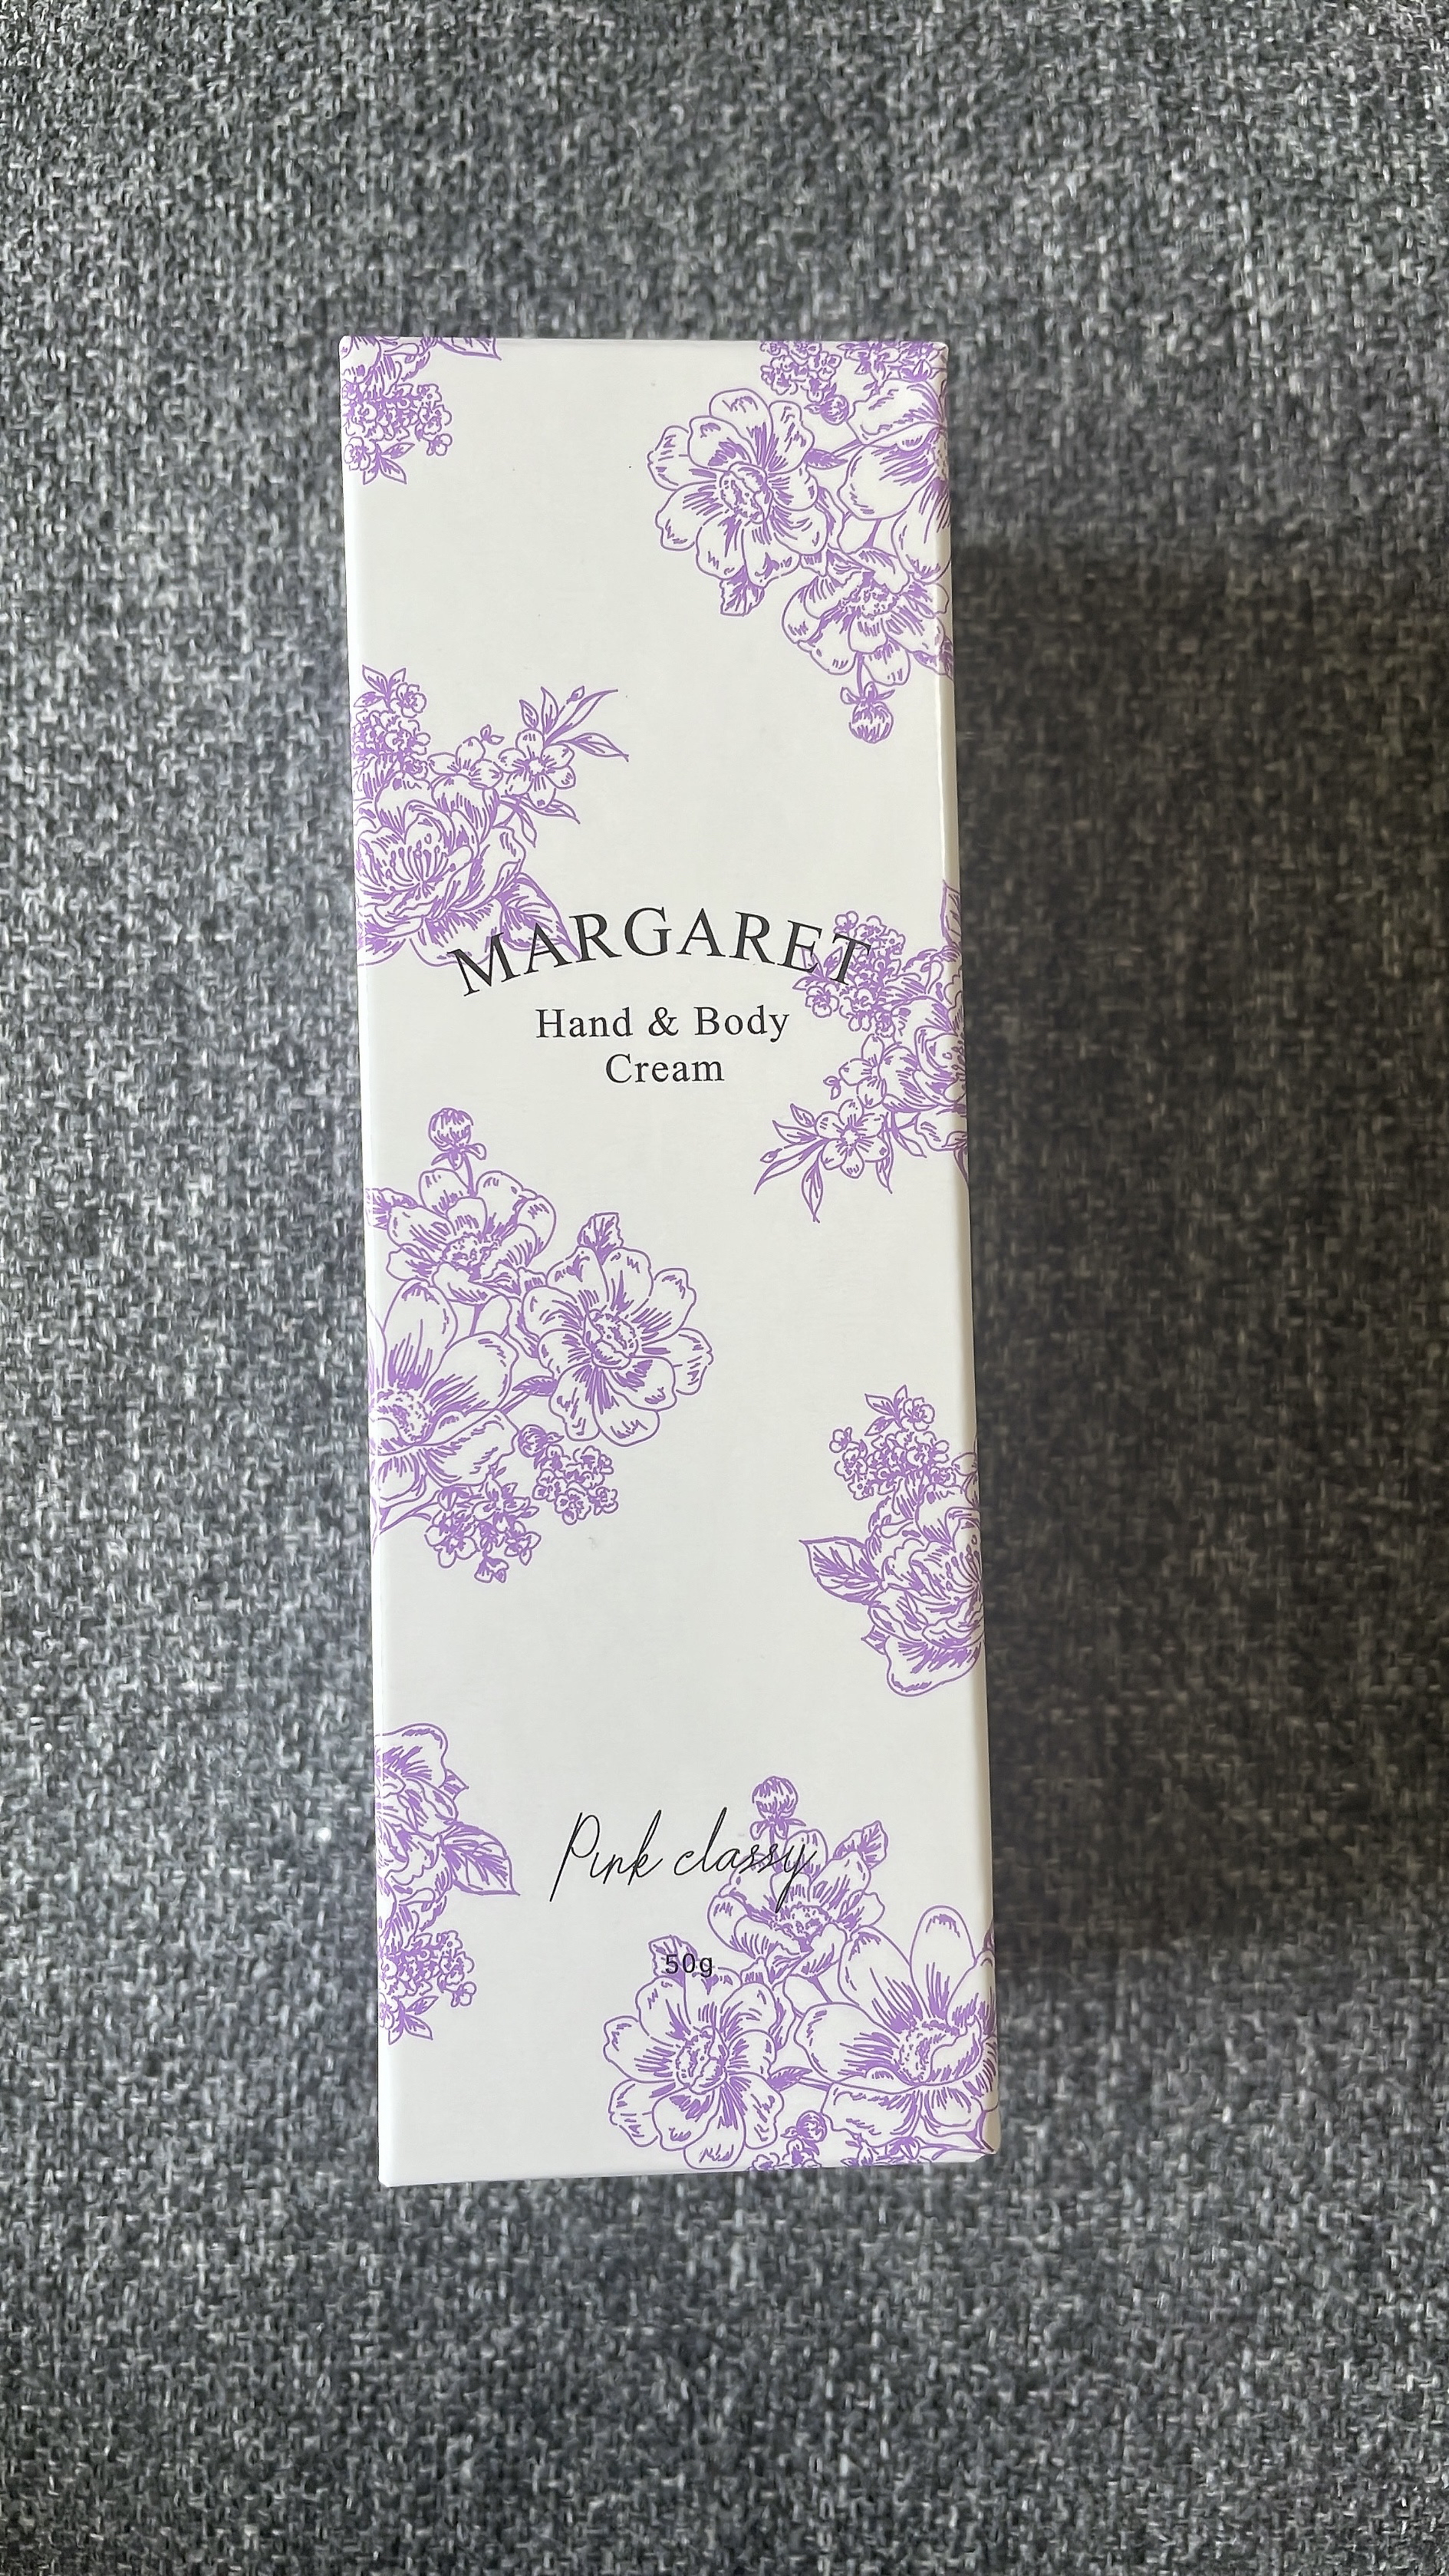 MARGARET
Hand & Body
Cream
Pink classy
50g